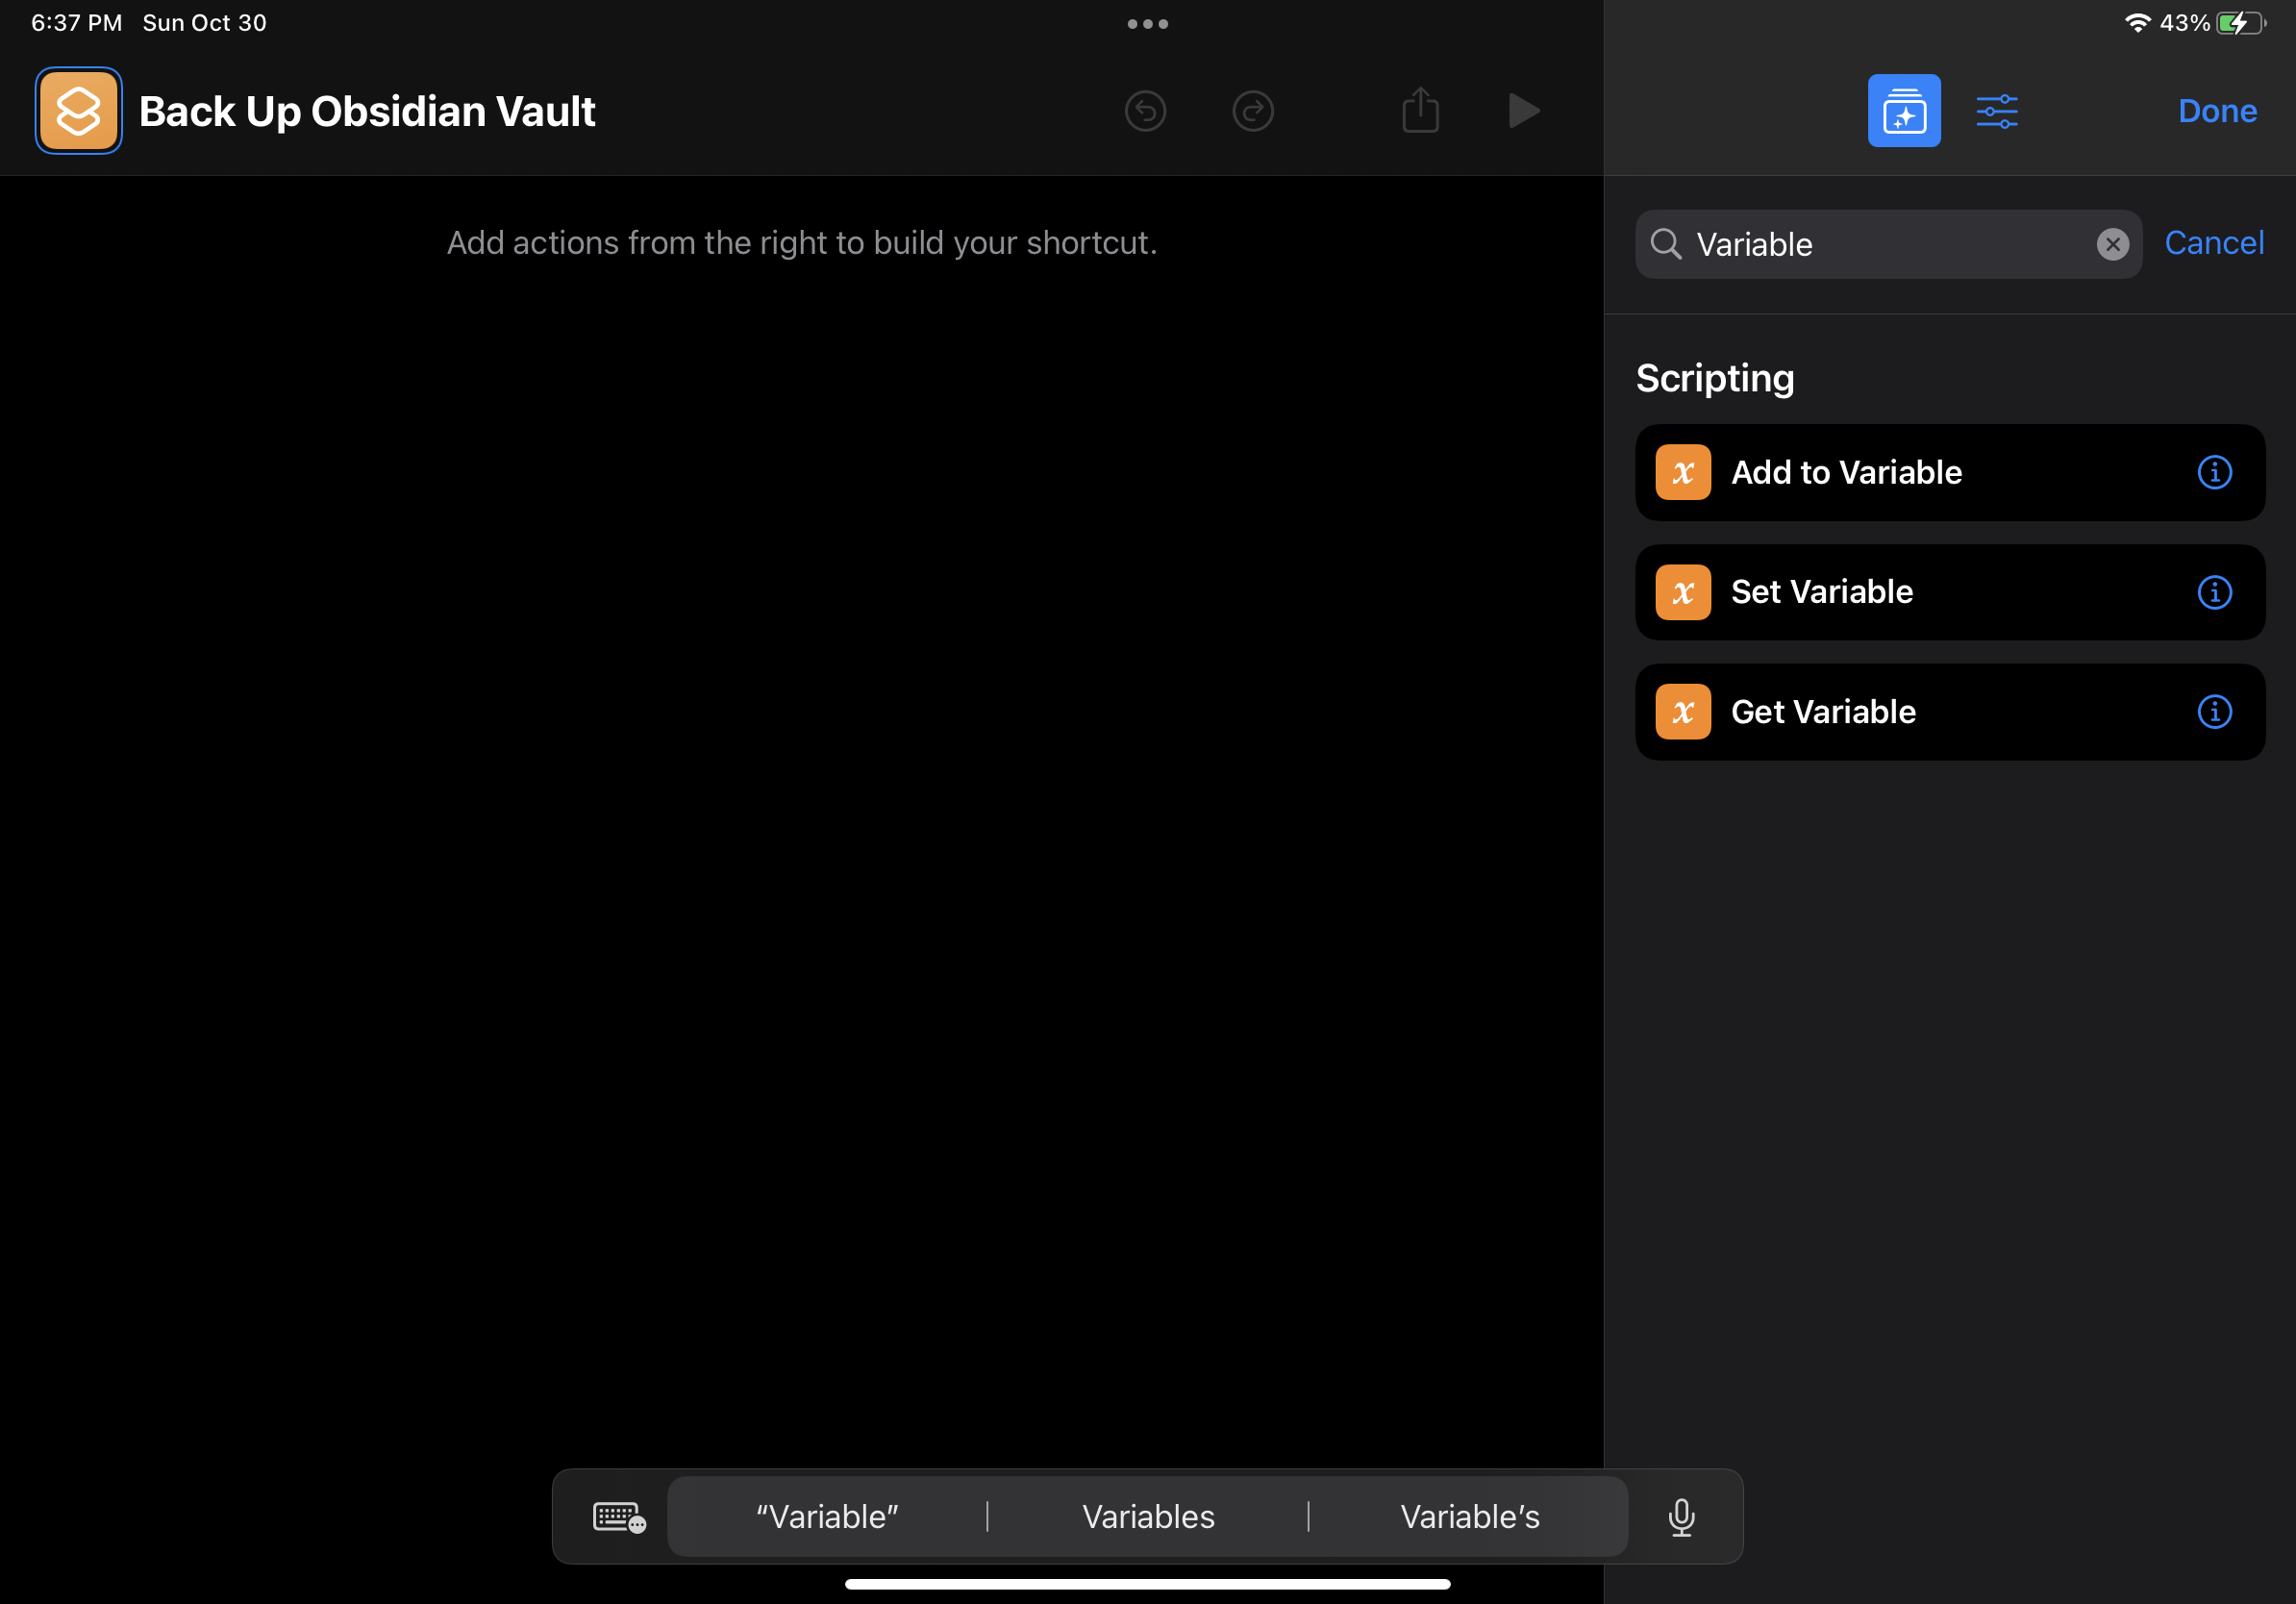 6:37 PM Sun Oct 30
43%
Back Up Obsidian Vault
Done
Add actions from the right to build your shortcut.
Variable
Cancel
Scripting
x Add to Variable
x Set Variable
x Get Variable
“Variable” Variables Variable’s